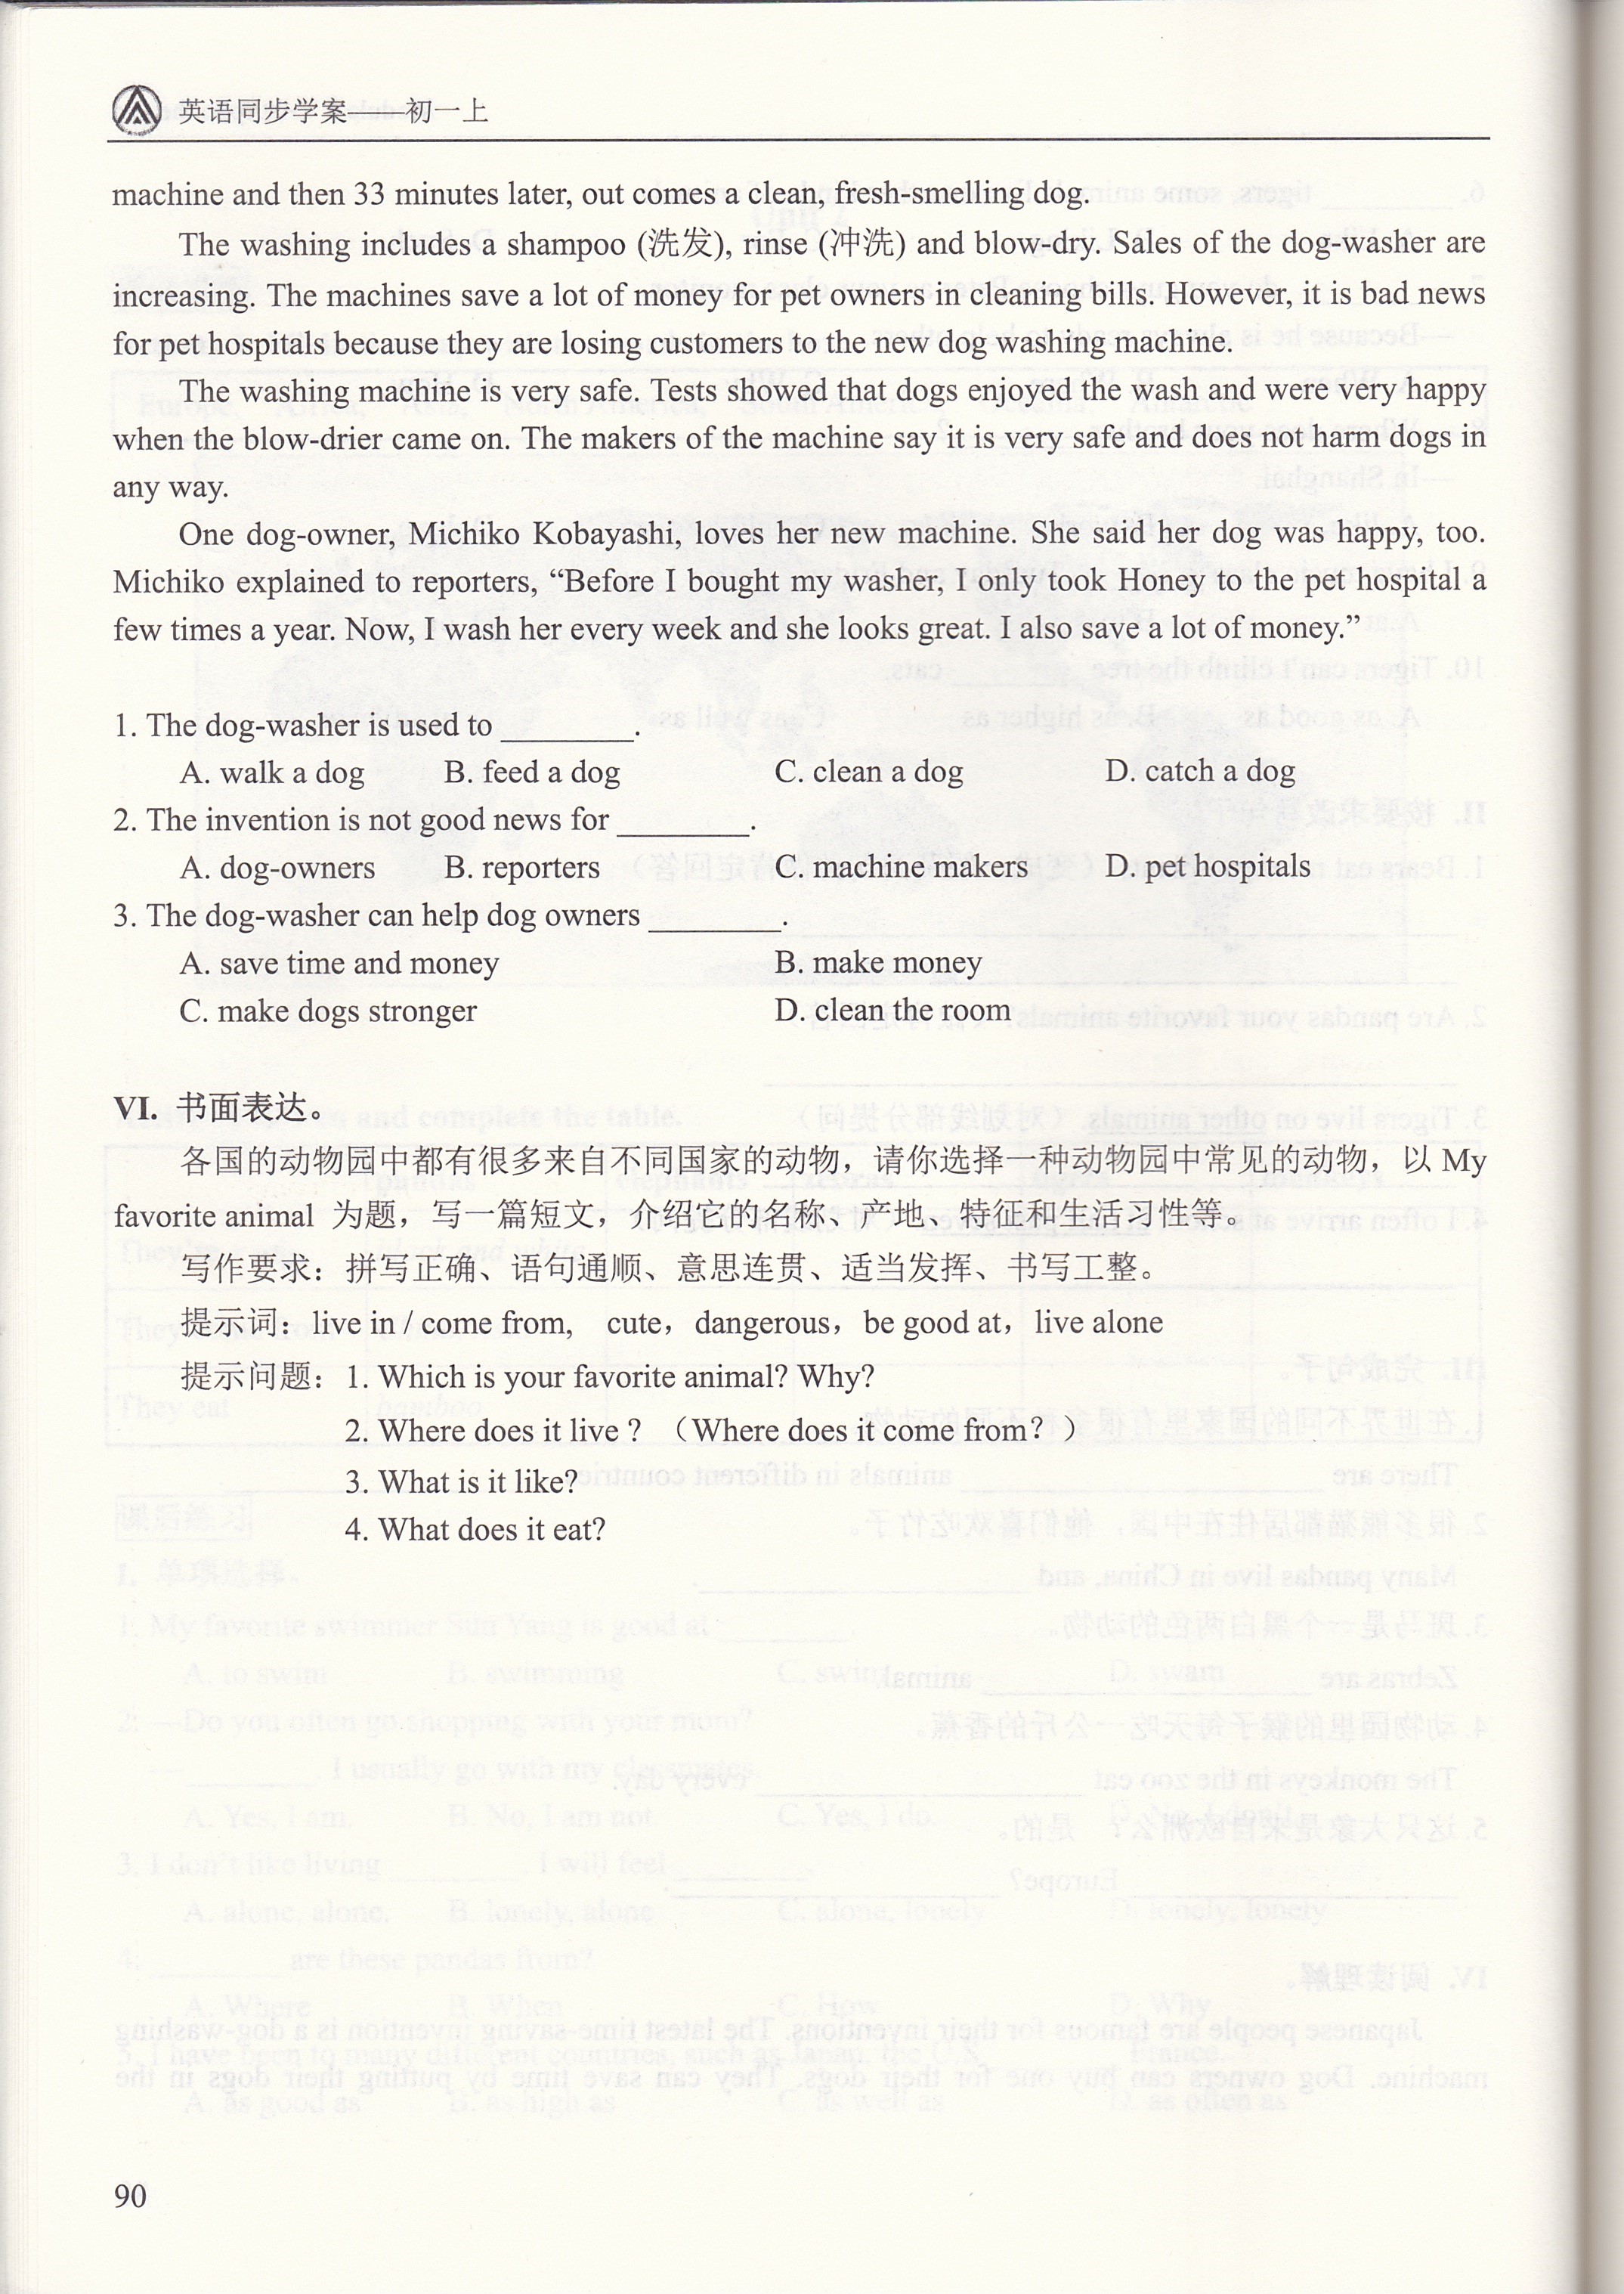 英语同步学案——初一上
machine and then 33 minutes later, out comes a clean, fresh-smelling dog.
The washing includes a shampoo (洗发), rinse (冲洗) and blow-dry. Sales of the dog-washer are
increasing. The machines save a lot of money for pet owners in cleaning bills. However, it is bad news
for pet hospitals because they are losing customers to the new dog washing machine.
The washing machine is very safe. Tests showed that dogs enjoyed the wash and were very happy
when the blow-drier came on. The makers of the machine say it is very safe and does not harm dogs in
any way.
One dog-owner, Michiko Kobayashi, loves her new machine. She said her dog was happy, too.
Michiko explained to reporters, “Before I bought my washer, I only took Honey to the pet hospital a
few times a year. Now, I wash her every week and she looks great. I also save a lot of money.”
1. The dog-washer is used to ________.
A. walk a dog B. feed a dog C. clean a dog D. catch a dog
2. The invention is not good news for ________.
A. dog-owners B. reporters C. machine makers D. pet hospitals
3. The dog-washer can help dog owners ________.
A. save time and money B. make money
C. make dogs stronger D. clean the room
VI. 书面表达。
各国的动物园中都有很多来自不同国家的动物，请你选择一种动物园中常见的动物，以 My
favorite animal 为题，写一篇短文，介绍它的名称、产地、特征和生活习性等。
写作要求：拼写正确、语句通顺、意思连贯、适当发挥、书写工整。
提示词：live in / come from, cute，dangerous，be good at，live alone
提示问题：1. Which is your favorite animal? Why?
2. Where does it live ? （Where does it come from? ）
3. What is it like?
4. What does it eat?
90